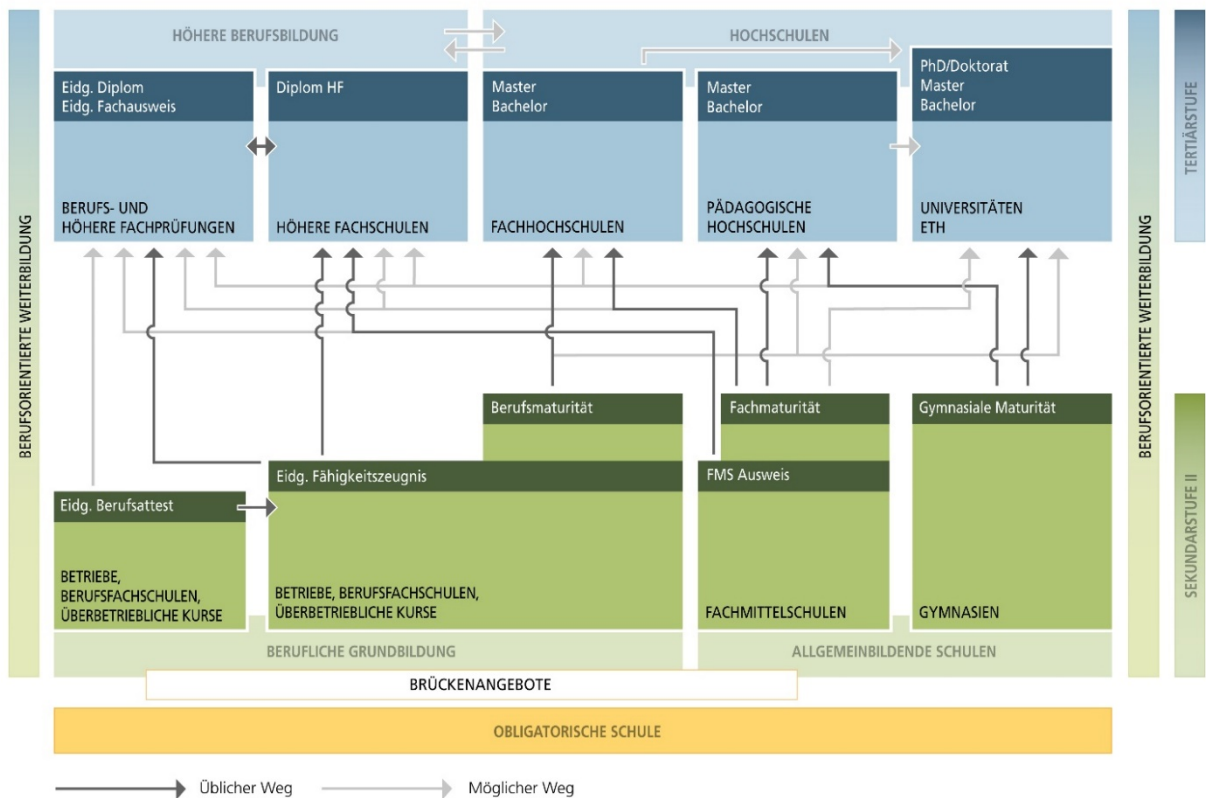 HÖHERE BERUFSBILDUNG
HOCHSCHULEN
Eidg. Diplom
Eidg. Fachausweis
Diplom HF
Master
Bachelor
Master
Bachelor
PhD/Doktorat
Master
Bachelor
BERUFS- UND
HÖHERE FACHPRÜFUNGEN
HÖHERE FACHSCHULEN
FACHHOCHSCHULEN
PÄDAGOGISCHE
HOCHSCHULEN
UNIVERSITÄTEN
ETH
BERUFSORIENTIERTE WEITERBILDUNG
BERUFSORIENTIERTE WEITERBILDUNG
TERTIÄRSTUFE
SEKUNDARSTUFE II
Berufsmaturität
Fachmaturität
Gymnasiale Maturität
Eidg. Fähigkeitszeugnis
FMS Ausweis
Eidg. Berufsattest
BETRIEBE,
BERUFSFACHSCHULEN,
ÜBERBETRIEBLICHE KURSE
BETRIEBE, BERUFSFACHSCHULEN,
ÜBERBETRIEBLICHE KURSE
FACHMITTELSCHULEN
GYMNASIEN
BERUFLICHE GRUNDBILDUNG
ALLGEMEINBILDENDE SCHULEN
BRÜCKENANGEBOTE
OBLIGATORISCHE SCHULE
Üblicher Weg
Möglicher Weg